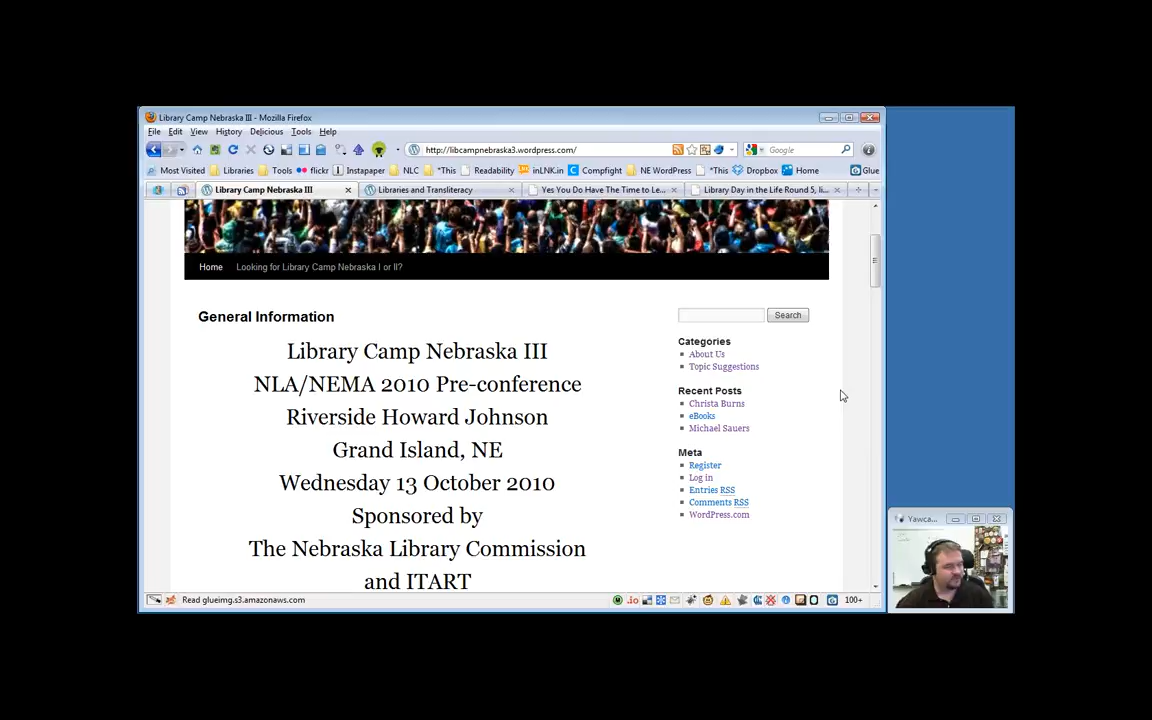 Library Camp Nebraska III - Mozilla Firefox
File Edit View History Delicious Tools Help
http://libcampnebraska3.wordpress.com/
Google
Most Visited Libraries Tools flickr Instapaper NLC *This Readability inLNK.in Compfight NE WordPress *This Dropbox Home Glue
Library Camp Nebraska III Libraries and Transliteracy Yes You Do Have The Time to Le... Library Day in the Life Round 5, li...
Home Looking for Library Camp Nebraska I or II?
General Information
Library Camp Nebraska III
NLA/NEMA 2010 Pre-conference
Riverside Howard Johnson
Grand Island, NE
Wednesday 13 October 2010
Sponsored by
The Nebraska Library Commission
and ITART
Search
Categories
About Us
Topic Suggestions
Recent Posts
Christa Burns
eBooks
Michael Sauers
Meta
Register
Log in
Entries RSS
Comments RSS
WordPress.com
Yawca...
Read glueimg.s3.amazonaws.com
.io
100+